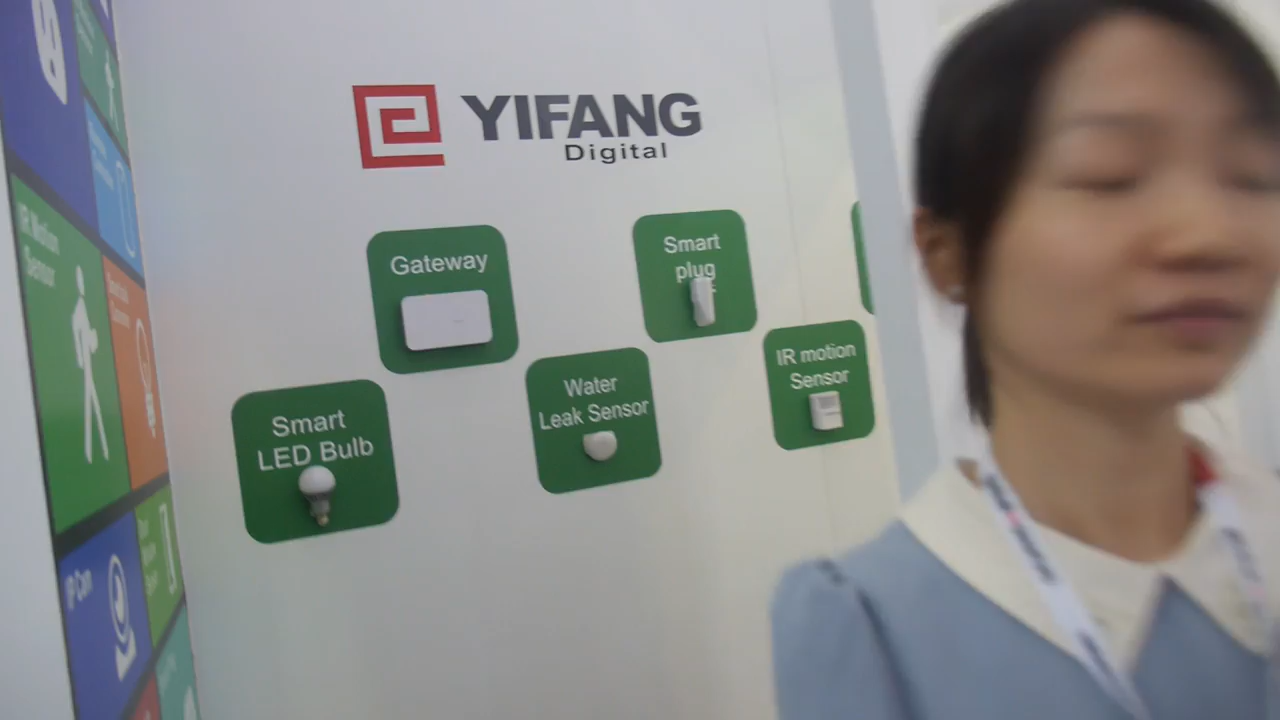 YIFANG
Digital
Gateway
Smart
plug
Smart
LED Bulb
Water
Leak Sensor
IR motion
Sensor
IR Motion
Sensor
IP Cam